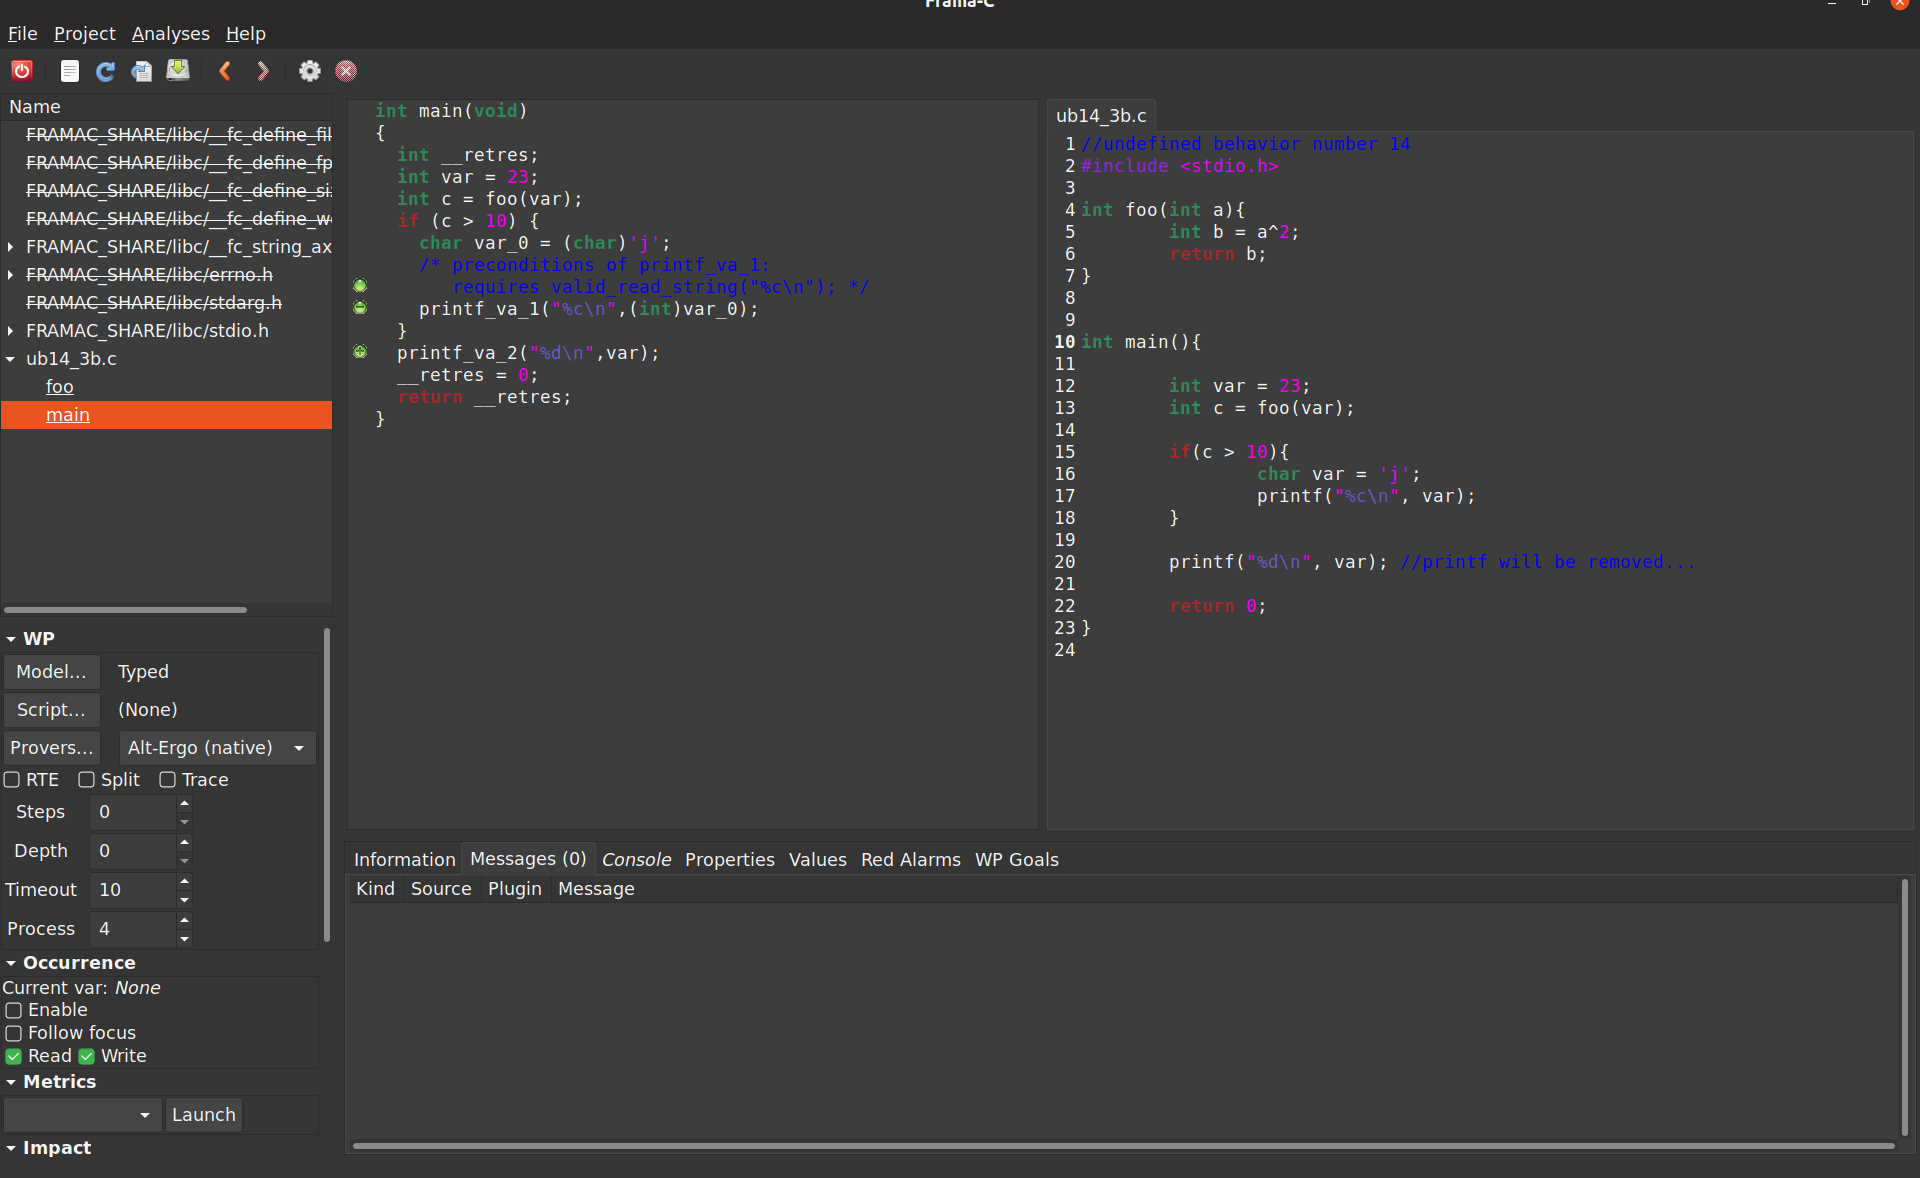 Frama-C
File Project Analyses Help
Name
FRAMAC_SHARE/libc/__fc_define_fil
FRAMAC_SHARE/libc/__fc_define_fp
FRAMAC_SHARE/libc/__fc_define_si
FRAMAC_SHARE/libc/__fc_define_w
FRAMAC_SHARE/libc/__fc_string_ax
FRAMAC_SHARE/libc/errno.h
FRAMAC_SHARE/libc/stdarg.h
FRAMAC_SHARE/libc/stdio.h
ub14_3b.c
foo
main
WP
Model... Typed
Script... (None)
Provers... Alt-Ergo (native)
RTE Split Trace
Steps 0
Depth 0
Timeout 10
Process 4
Occurrence
Current var: None
Enable
Follow focus
Read Write
Metrics
Launch
Impact
int main(void)
{
int __retres;
int var = 23;
int c = foo(var);
if (c > 10) {
char var_0 = (char)'j';
/* preconditions of printf_va_1:
requires valid_read_string("%c\n"); */
printf_va_1("%c\n",(int)var_0);
}
printf_va_2("%d\n",var);
__retres = 0;
return __retres;
}
ub14_3b.c
1 //undefined behavior number 14
2 #include <stdio.h>
3
4 int foo(int a){
5 int b = a^2;
6 return b;
7 }
8
9
10 int main(){
11
12 int var = 23;
13 int c = foo(var);
14
15 if(c > 10){
16 char var = 'j';
17 printf("%c\n", var);
18 }
19
20 printf("%d\n", var); //printf will be removed...
21
22 return 0;
23 }
24
Information Messages (0) Console Properties Values Red Alarms WP Goals
Kind Source Plugin Message